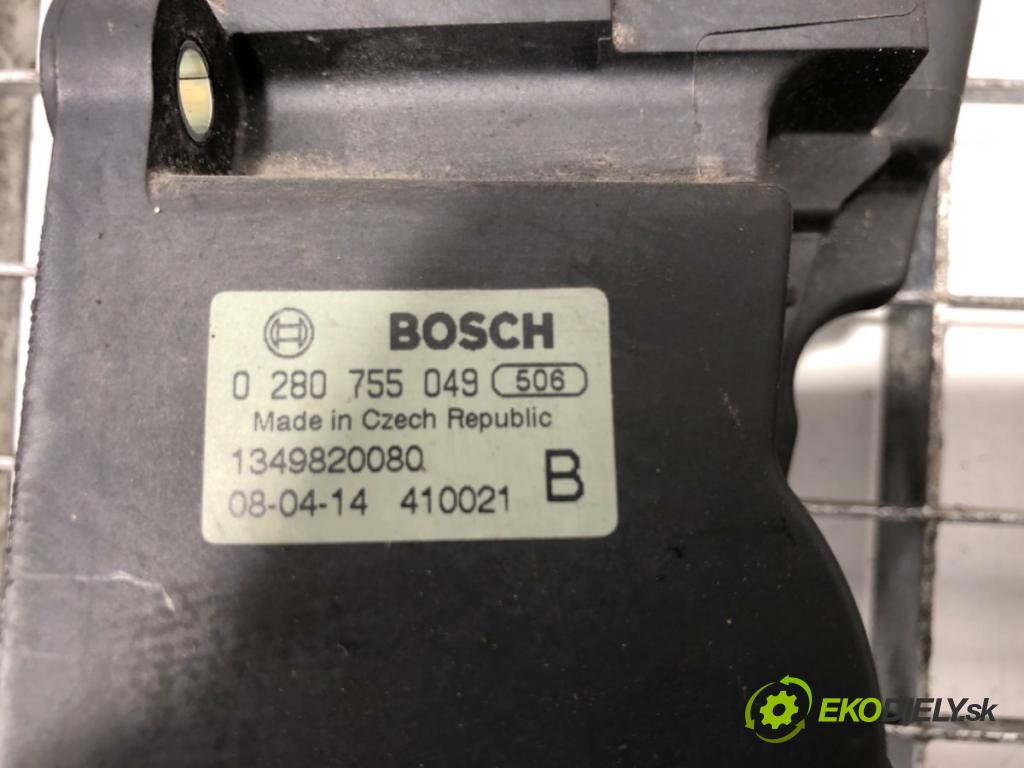 BOSCH
0 280 755 049 506
Made in Czech Republic
1349820080
08-04-14 410021 B
EKODIELY.sk